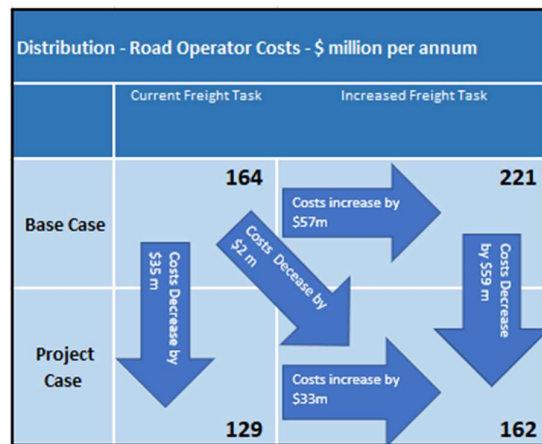 Distribution - Road Operator Costs - $ million per annum
Current Freight Task
Increased Freight Task
164
221
Base Case
Costs increase by
$57m
Costs Decrease by
$35 m
Costs Decease by
$2 m
Costs Decrease
by $59 m
Project
Case
Costs increase by
$33m
129
162